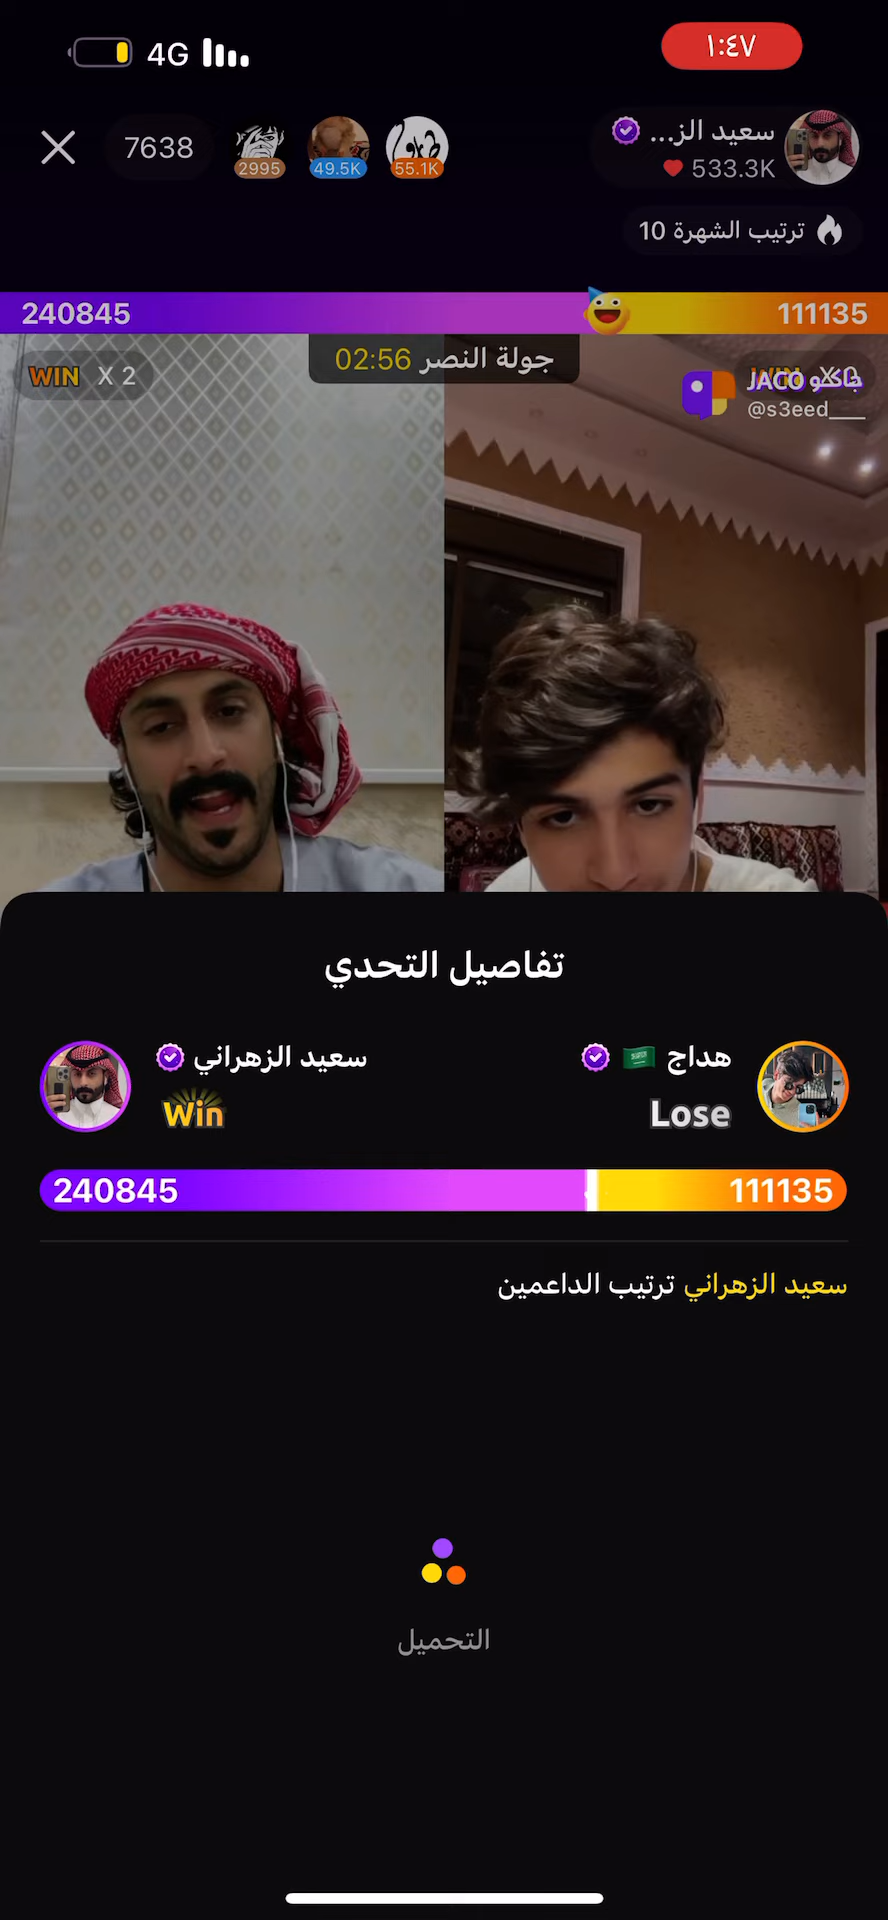 4G
١:٤٧
7638
2995
49.5K
55.1K
سعيد الز...
533.3K
ترتيب الشهرة 10
240845
111135
جولة النصر 02:56
WIN X 2
JACO جاكو
@s3eed___
تفاصيل التحدي
سعيد الزهراني
Win
هداج
Lose
240845
111135
سعيد الزهراني ترتيب الداعمين
التحميل